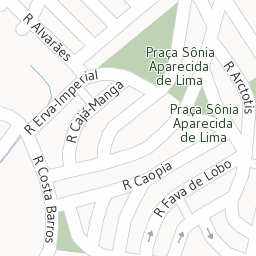 R Alvarães
Praça Sônia
Aparecida
de Lima
R Erva-Imperial
R Cajá-Manga
R Arctotis
Praça Sônia
Aparecida
de Lima
R Costa Barros
R Caopia
R Fava de Lobo